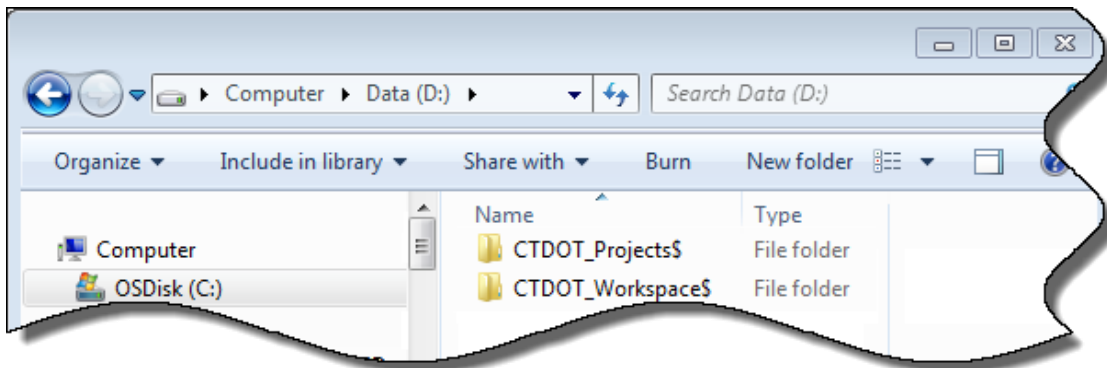 Computer Data (D:)
Search Data (D:)
Organize Include in library Share with Burn New folder
Name Type
Computer
CTDOT_Projects$ File folder
OSDisk (C:)
CTDOT_Workspace$ File folder